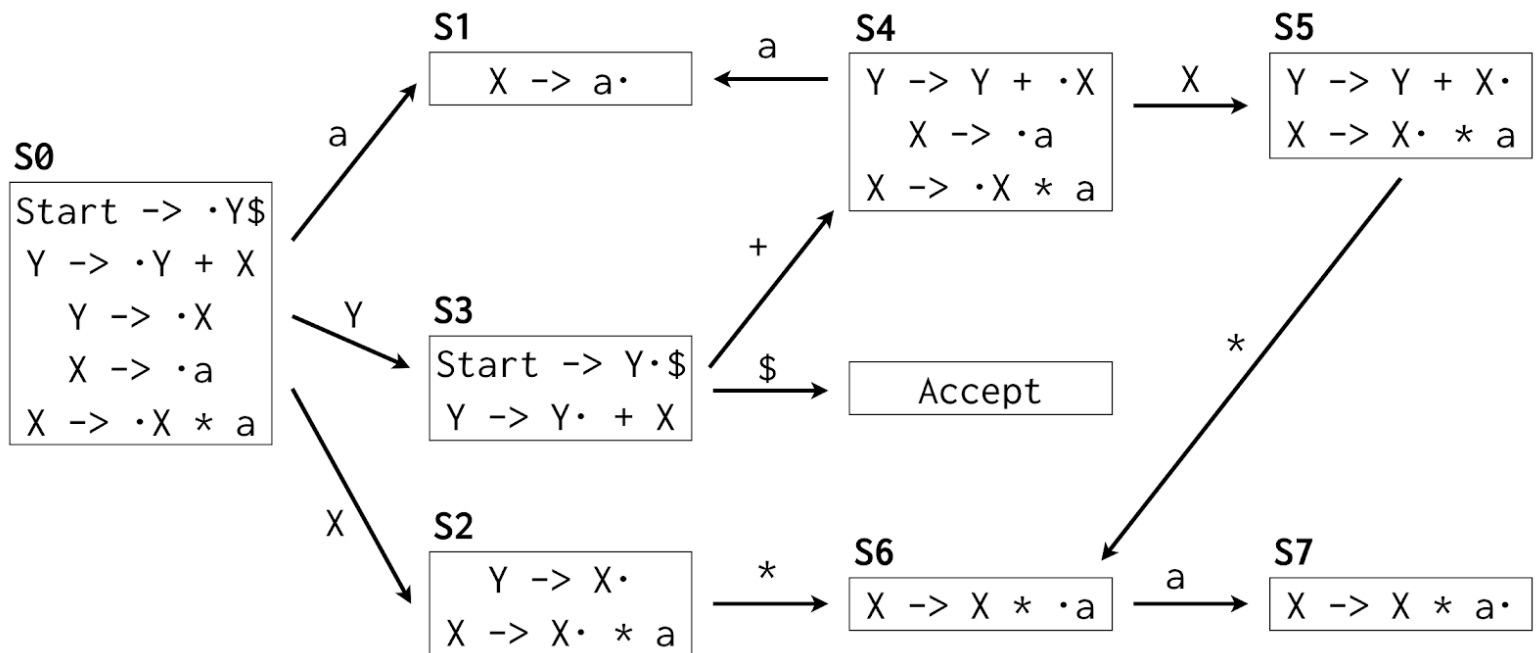 S0
Start -> ·Y$
Y -> ·Y + X
Y -> ·X
X -> ·a
X -> ·X * a
a
Y
X
S1
X -> a·
S3
Start -> Y·$
Y -> Y· + X
S2
Y -> X·
X -> X· * a
a
+
$
*
S4
Y -> Y + ·X
X -> ·a
X -> ·X * a
Accept
S6
X -> X * ·a
X
*
a
S5
Y -> Y + X·
X -> X· * a
S7
X -> X * a·